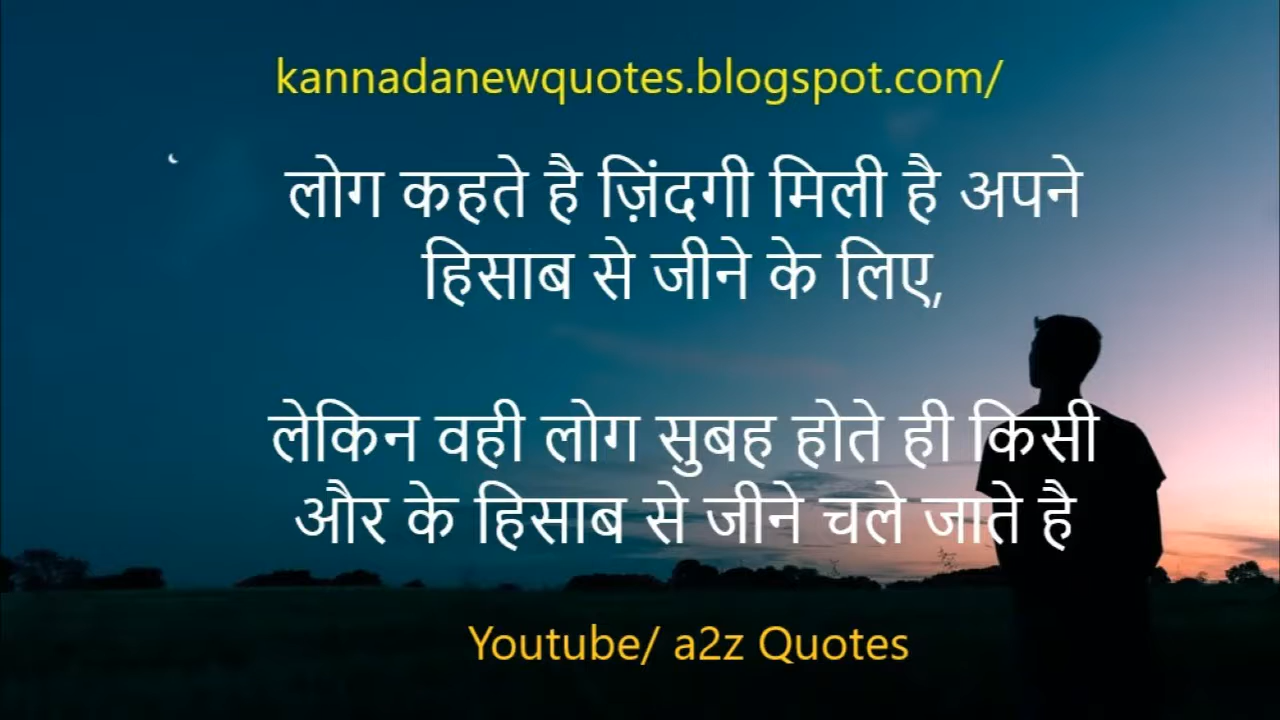 kannadanewquotes.blogspot.com/
लोग कहते है ज़िंदगी मिली है अपने
हिसाब से जीने के लिए,
लेकिन वही लोग सुबह होते ही किसी
और के हिसाब से जीने चले जाते है
Youtube/ a2z Quotes